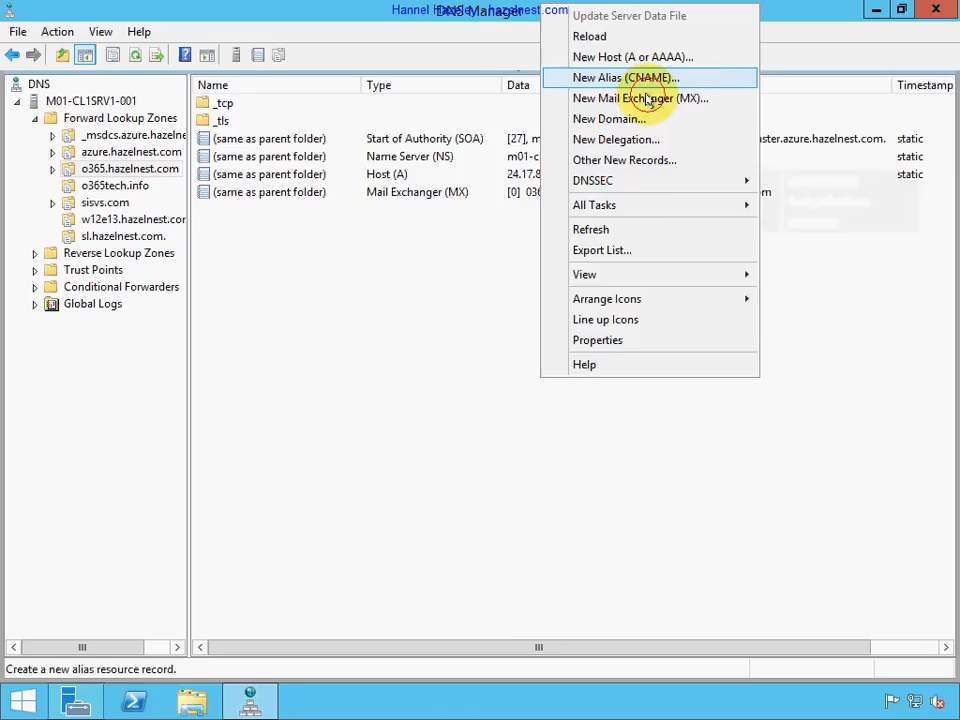 DNS Manager
File Action View Help
DNS
M01-CL1SRV1-001
Forward Lookup Zones
_msdcs.azure.hazelne
azure.hazelnest.com
o365.hazelnest.com
o365tech.info
sisvs.com
w12e13.hazelnest.cor
sl.hazelnest.com.
Reverse Lookup Zones
Trust Points
Conditional Forwarders
Global Logs
Name Type Data Timestamp
_tcp
_tls
(same as parent folder) Start of Authority (SOA) [27], m ster.azure.hazelnest.com. static
(same as parent folder) Name Server (NS) m01-c static
(same as parent folder) Host (A) 24.17.8 static
(same as parent folder) Mail Exchanger (MX) [0] 036 om
Update Server Data File
Reload
New Host (A or AAAA)...
New Alias (CNAME)...
New Mail Exchanger (MX)...
New Domain...
New Delegation...
Other New Records...
DNSSEC
All Tasks
Refresh
Export List...
View
Arrange Icons
Line up Icons
Properties
Help
Create a new alias resource record.